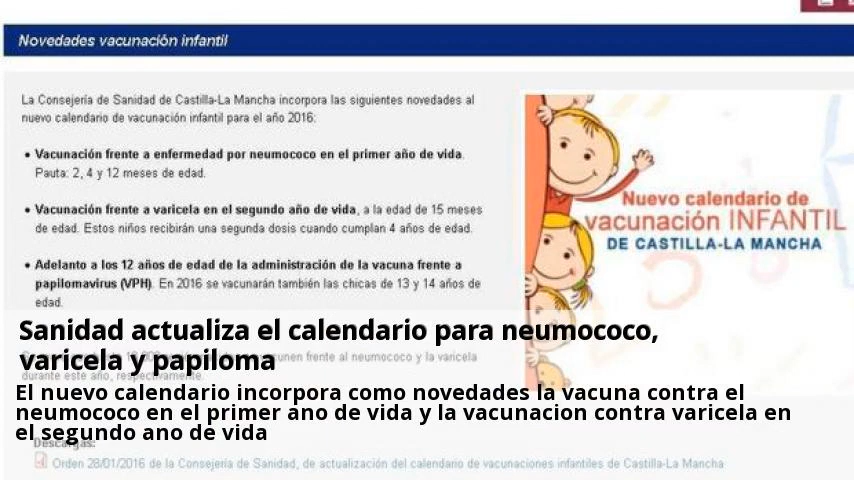 Novedades vacunación infantil
La Consejería de Sanidad de Castilla-La Mancha incorpora las siguientes novedades al
nuevo calendario de vacunación infantil para el año 2016:
• Vacunación frente a enfermedad por neumococo en el primer año de vida.
Pauta: 2, 4 y 12 meses de edad.
• Vacunación frente a varicela en el segundo año de vida, a la edad de 15 meses
de edad. Estos niños recibirán una segunda dosis cuando cumplan 4 años de edad.
• Adelanto a los 12 años de edad de la administración de la vacuna frente a
papilomavirus (VPH). En 2016 se vacunarán también las chicas de 13 y 14 años de
edad.
Nuevo calendario de
vacunación INFANTIL
DE CASTILLA-LA MANCHA
Sanidad actualiza el calendario para neumococo,
varicela y papiloma
frente al neumococo y la varicela
durante este año, respectivamente.
El nuevo calendario incorpora como novedades la vacuna contra el
neumococo en el primer ano de vida y la vacunacion contra varicela en
el segundo ano de vida
Descargas:
Orden 28/01/2016 de la Consejería de Sanidad, de actualización del calendario de vacunaciones infantiles de Castilla-La Mancha